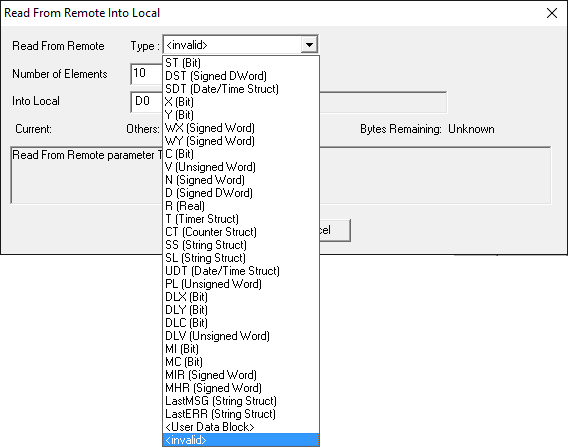 Read From Remote Into Local
Read From Remote Type : <invalid>
Number of Elements 10
Into Local D0
Current: Others: Bytes Remaining: Unknown
Read From Remote parameter T
cel
ST (Bit)
DST (Signed DWord)
SDT (Date/Time Struct)
X (Bit)
Y (Bit)
WX (Signed Word)
WY (Signed Word)
C (Bit)
V (Unsigned Word)
N (Signed Word)
D (Signed DWord)
R (Real)
T (Timer Struct)
CT (Counter Struct)
SS (String Struct)
SL (String Struct)
UDT (Date/Time Struct)
PL (Unsigned Word)
DLX (Bit)
DLY (Bit)
DLC (Bit)
DLV (Unsigned Word)
MI (Bit)
MC (Bit)
MIR (Signed Word)
MHR (Signed Word)
LastMSG (String Struct)
LastERR (String Struct)
<User Data Block>
<invalid>